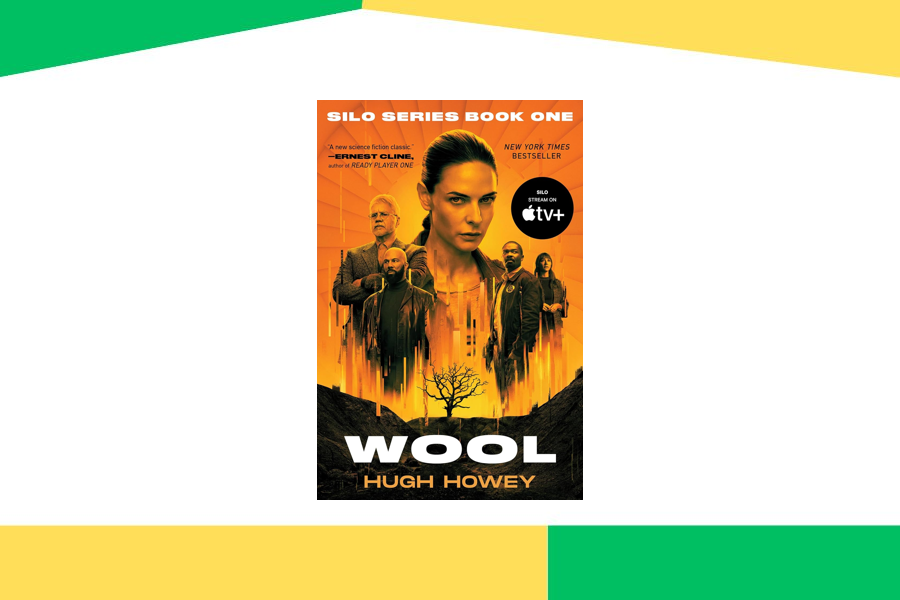 SILO SERIES BOOK ONE
"A new science fiction classic."
—ERNEST CLINE,
author of READY PLAYER ONE
NEW YORK TIMES
BESTSELLER
SILO
STREAM ON
tv+
WOOL
HUGH HOWEY